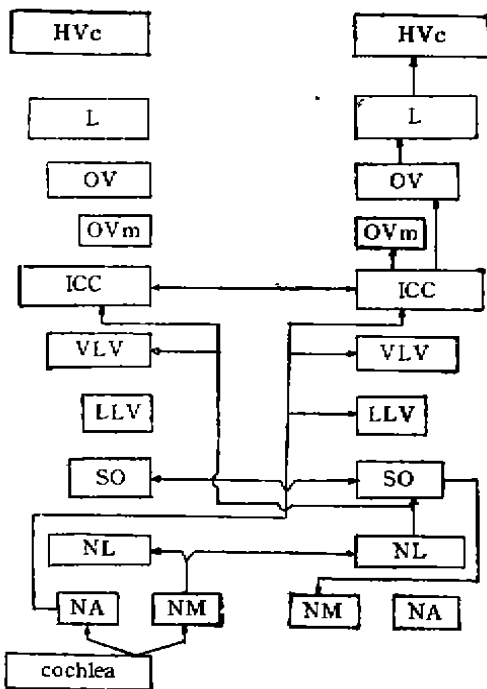 HVc HVc
L L
OV OV
OVm OVm
ICC ICC
VLV VLV
LLV LLV
SO SO
NL NL
NA NM NM NA
cochlea